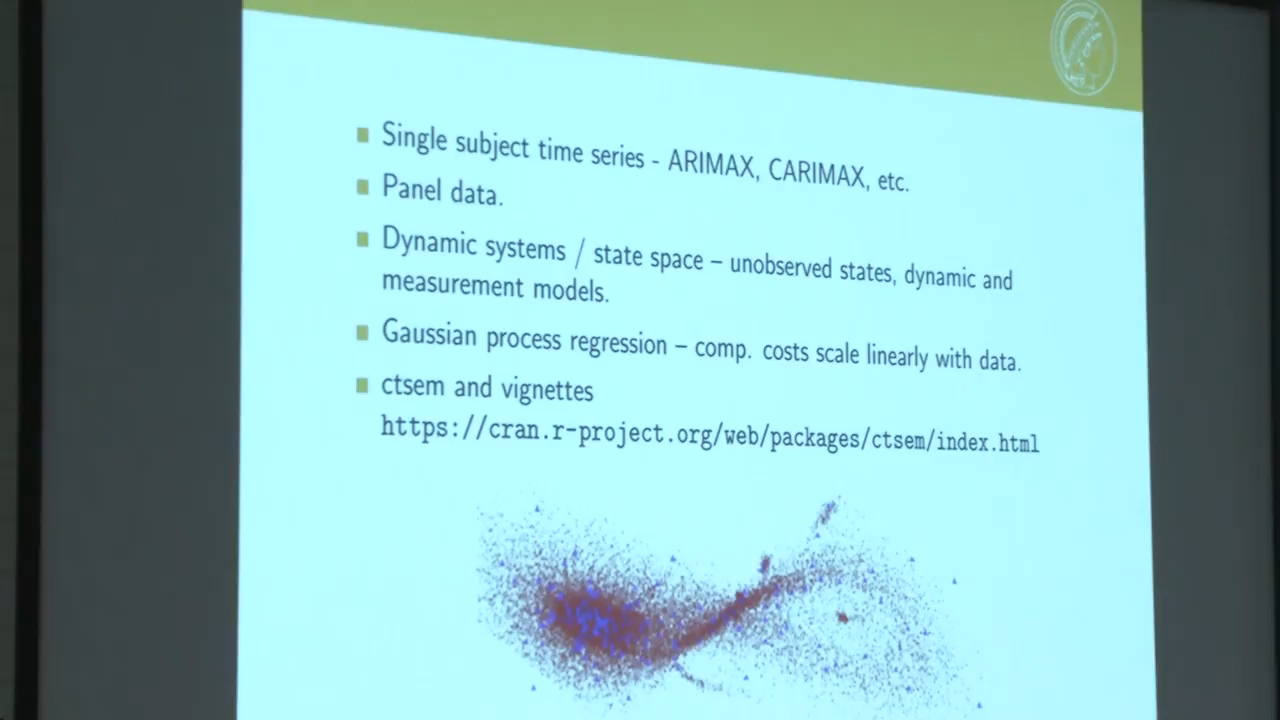 Single subject time series - ARIMAX, CARIMAX, etc.
Panel data.
Dynamic systems / state space – unobserved states, dynamic and
measurement models.
Gaussian process regression – comp. costs scale linearly with data.
ctsem and vignettes
https://cran.r-project.org/web/packages/ctsem/index.html